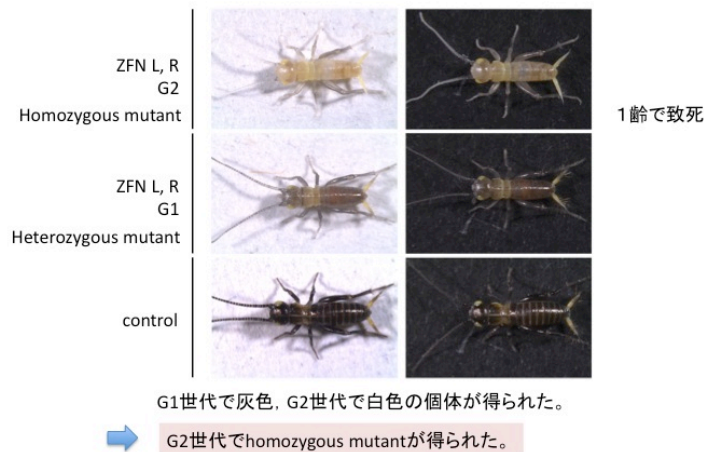 ZFN L, R
G2
Homozygous mutant
1齢で致死
ZFN L, R
G1
Heterozygous mutant
control
G1世代で灰色, G2世代で白色の個体が得られた。
G2世代でhomozygous mutantが得られた。